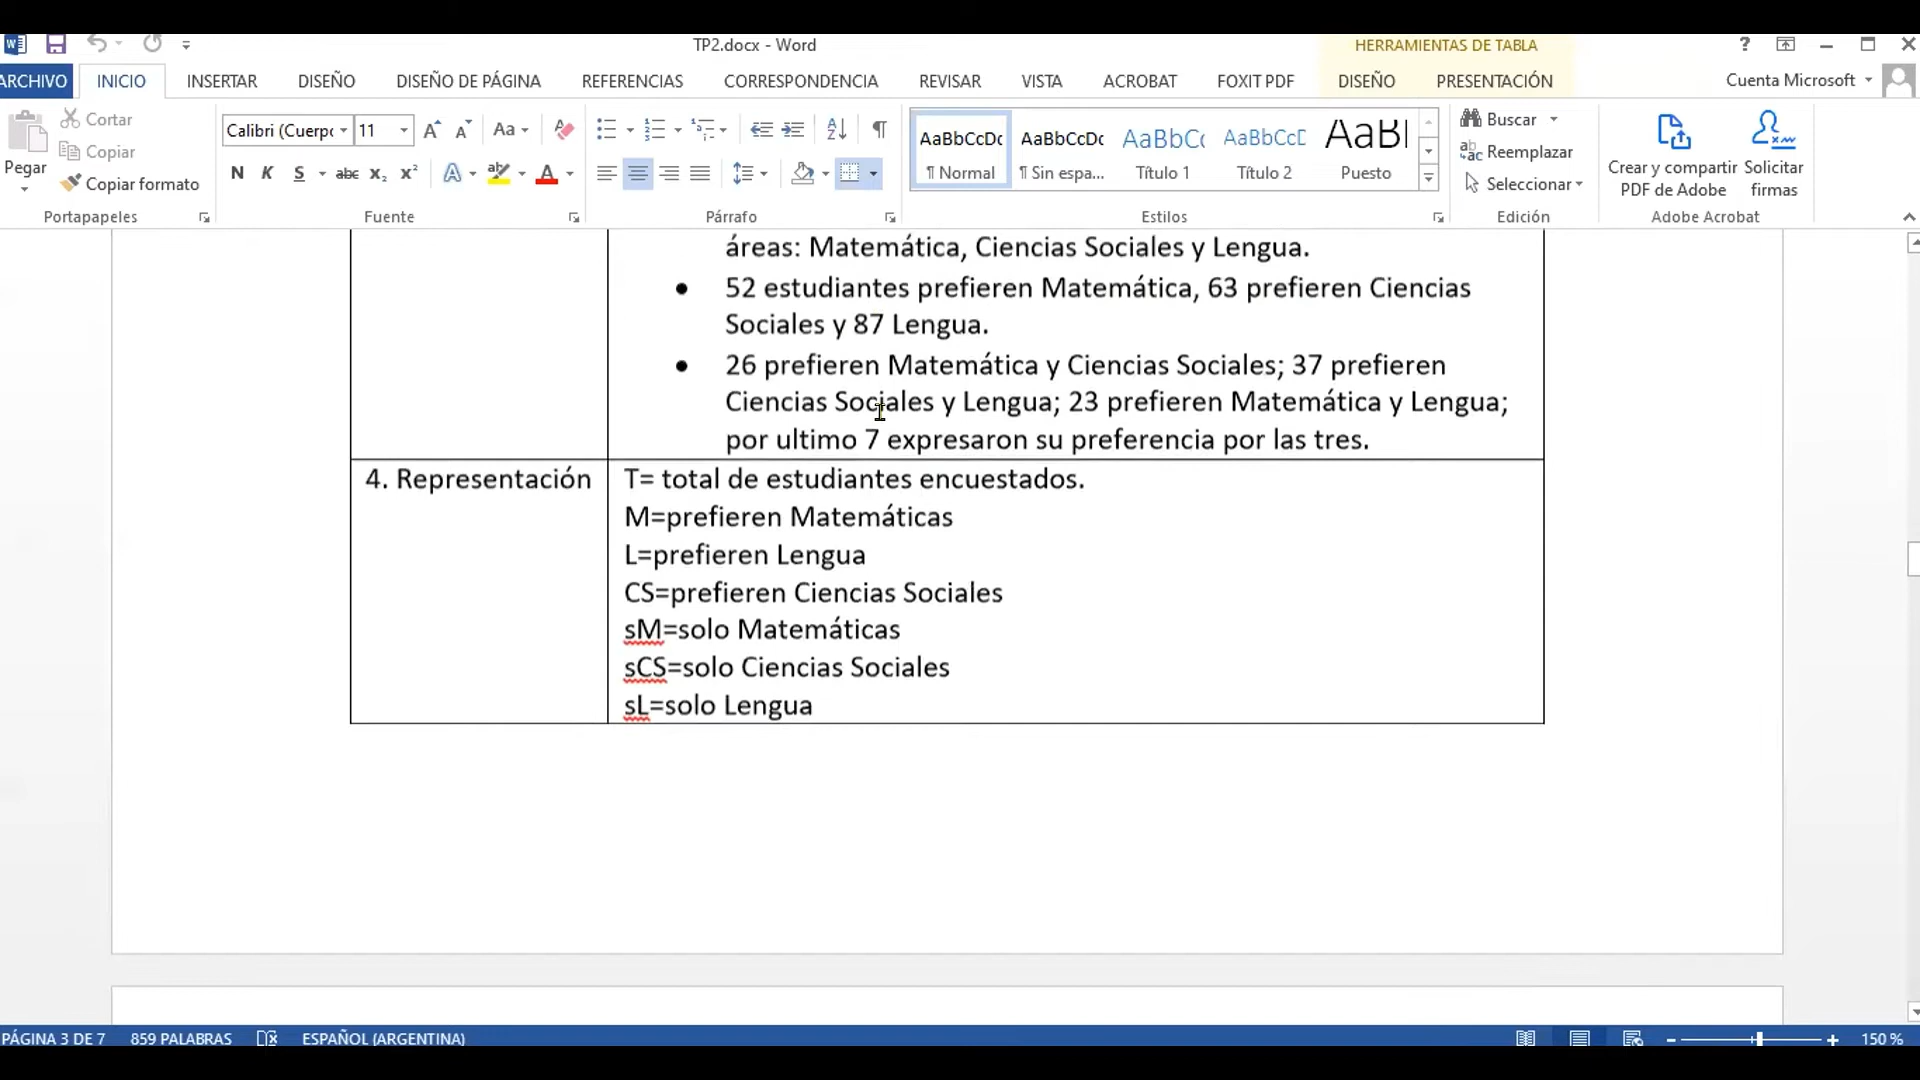 TP2.docx - Word
HERRAMIENTAS DE TABLA
?
ARCHIVO INICIO INSERTAR DISEÑO DISEÑO DE PÁGINA REFERENCIAS CORRESPONDENCIA REVISAR VISTA ACROBAT FOXIT PDF DISEÑO PRESENTACIÓN Cuenta Microsoft
Pegar
Cortar
Copiar
Copiar formato
Portapapeles
Calibri (Cuerpo 11
N K S abc x₂ x²
Fuente
Párrafo
AaBbCcDc AaBbCcDc AaBbCc AaBbCcD AaBl
¶ Normal ¶ Sin espa... Título 1 Título 2 Puesto
Estilos
Buscar
Reemplazar
Seleccionar
Edición
Crear y compartir
PDF de Adobe
Solicitar
firmas
Adobe Acrobat
áreas: Matemática, Ciencias Sociales y Lengua.
• 52 estudiantes prefieren Matemática, 63 prefieren Ciencias
Sociales y 87 Lengua.
• 26 prefieren Matemática y Ciencias Sociales; 37 prefieren
Ciencias Sociales y Lengua; 23 prefieren Matemática y Lengua;
por ultimo 7 expresaron su preferencia por las tres.
4. Representación
T= total de estudiantes encuestados.
M=prefieren Matemáticas
L=prefieren Lengua
CS=prefieren Ciencias Sociales
sM=solo Matemáticas
sCS=solo Ciencias Sociales
sL=solo Lengua
PÁGINA 3 DE 7 859 PALABRAS ESPAÑOL (ARGENTINA) 150 %